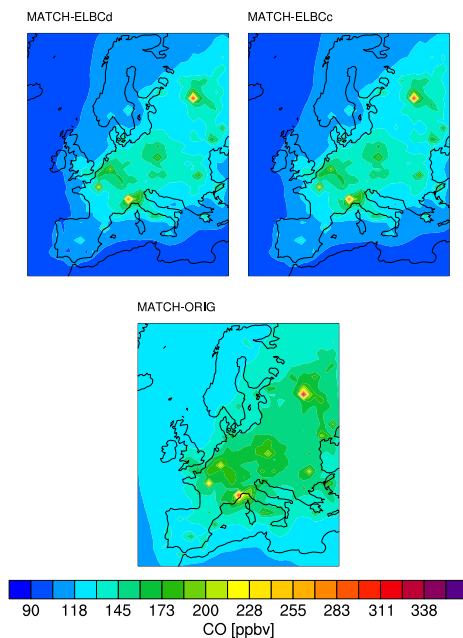 MATCH-ELBCd
MATCH-ELBCc
MATCH-ORIG
90 118 145 173 200 228 255 283 311 338
CO [ppbv]